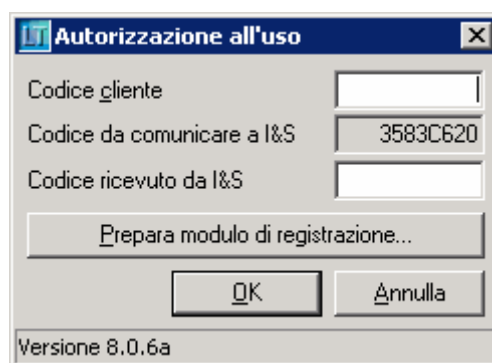 LT Autorizzazione all'uso
Codice cliente
Codice da comunicare a I&S 3583C620
Codice ricevuto da I&S
Prepara modulo di registrazione...
OK Annulla
Versione 8.0.6a